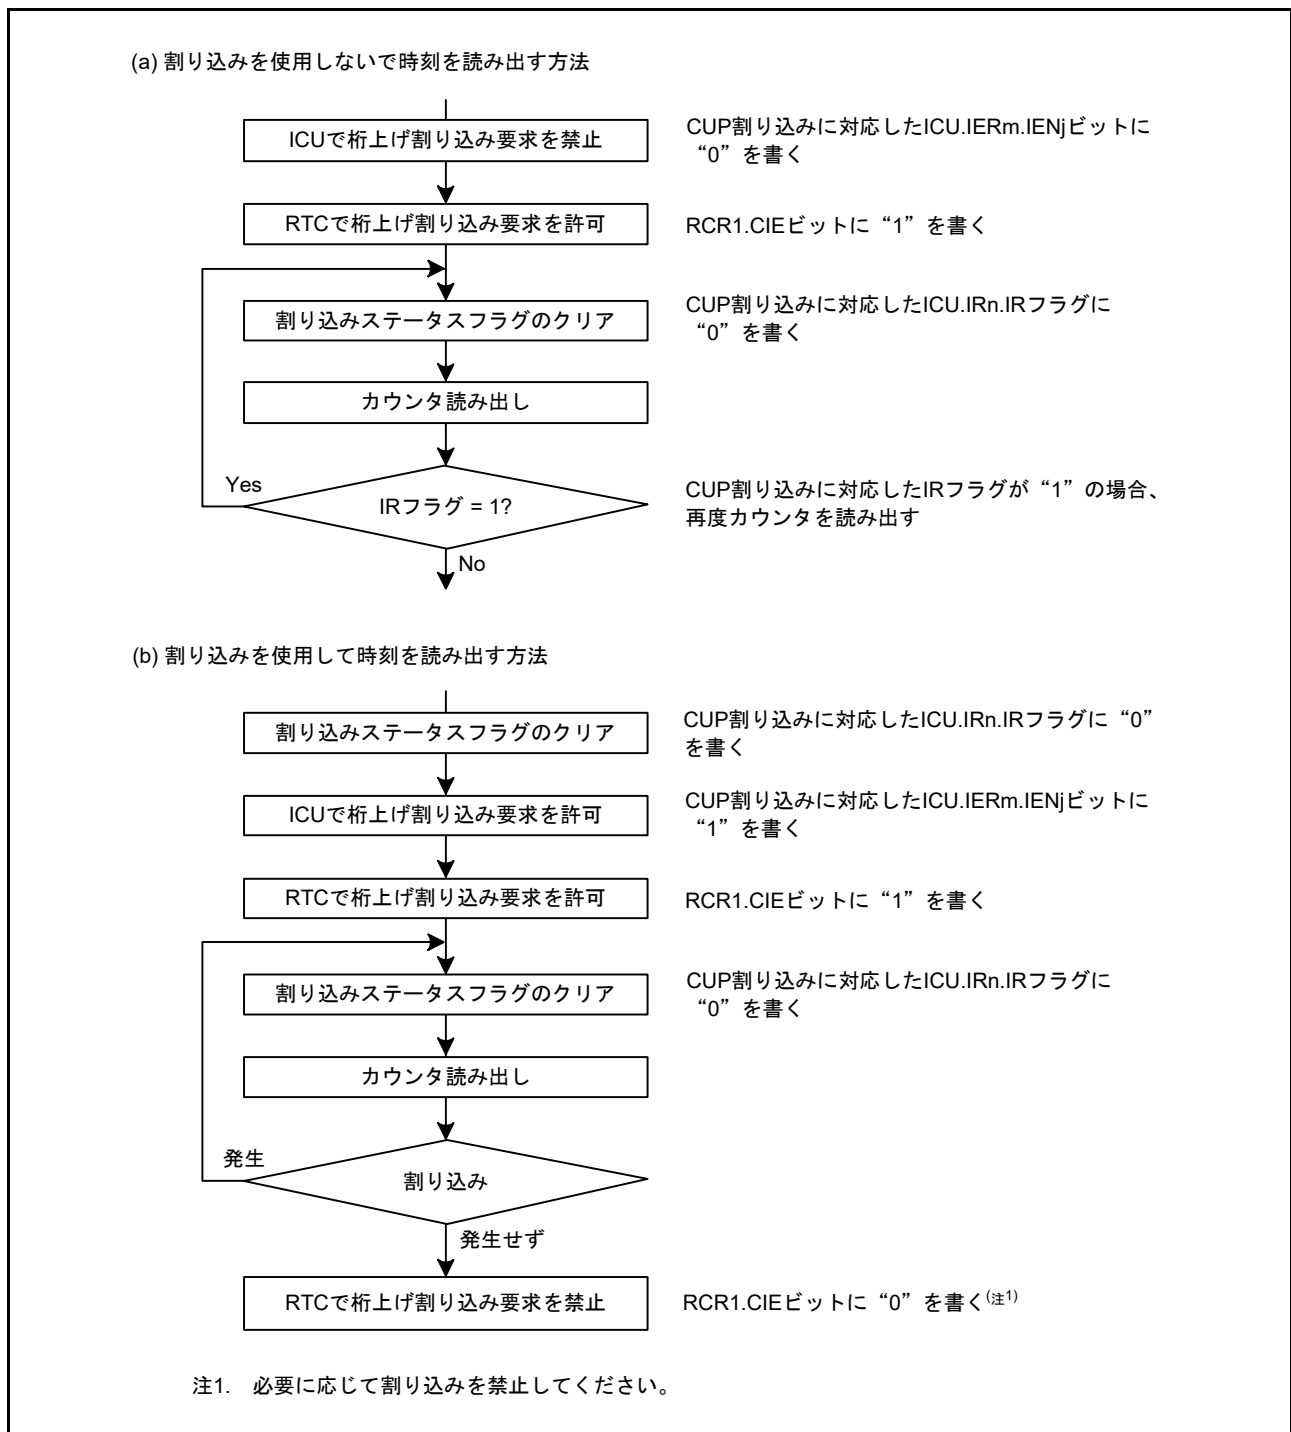 (a) 割り込みを使用しないで時刻を読み出す方法
ICUで桁上げ割り込み要求を禁止
CUP割り込みに対応したICU.IERm.IENjビットに
“0”を書く
RTCで桁上げ割り込み要求を許可
RCR1.CIEビットに“1”を書く
割り込みステータスフラグのクリア
CUP割り込みに対応したICU.IRn.IRフラグに
“0”を書く
カウンタ読み出し
Yes
IRフラグ = 1?
CUP割り込みに対応したIRフラグが“1”の場合、
再度カウンタを読み出す
No
(b) 割り込みを使用して時刻を読み出す方法
割り込みステータスフラグのクリア
CUP割り込みに対応したICU.IRn.IRフラグに“0”
を書く
ICUで桁上げ割り込み要求を許可
CUP割り込みに対応したICU.IERm.IENjビットに
“1”を書く
RTCで桁上げ割り込み要求を許可
RCR1.CIEビットに“1”を書く
割り込みステータスフラグのクリア
CUP割り込みに対応したICU.IRn.IRフラグに
“0”を書く
カウンタ読み出し
発生
割り込み
発生せず
RTCで桁上げ割り込み要求を禁止
RCR1.CIEビットに“0”を書く(注1)
注1. 必要に応じて割り込みを禁止してください。